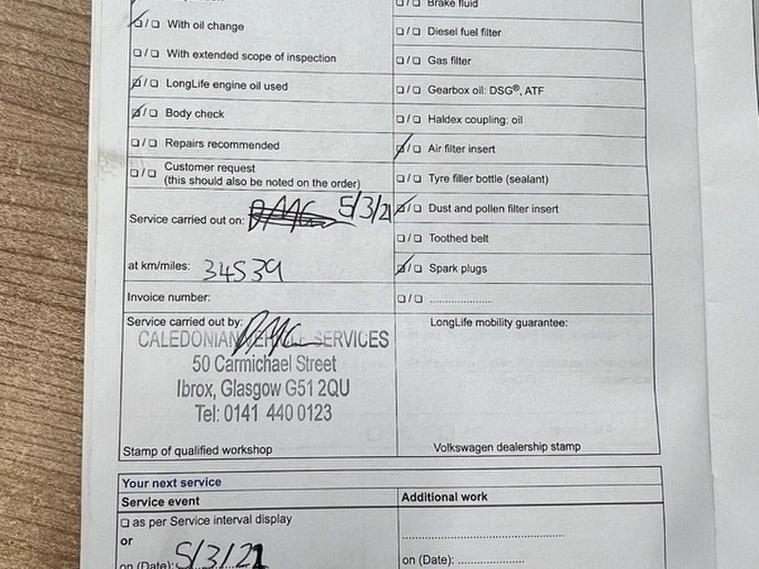 ❏/❏ With oil change
❏/❏ With extended scope of inspection
❏/❏ LongLife engine oil used
❏/❏ Body check
❏/❏ Repairs recommended
❏/❏ Customer request
(this should also be noted on the order)
Service carried out on: 5/3/21
at km/miles: 34539
Invoice number:
Service carried out by: DMG
CALEDONIAN VEHICLE SERVICES
50 Carmichael Street
Ibrox, Glasgow G51 2QU
Tel: 0141 440 0123
Stamp of qualified workshop
❏/❏ Brake fluid
❏/❏ Diesel fuel filter
❏/❏ Gas filter
❏/❏ Gearbox oil: DSG®, ATF
❏/❏ Haldex coupling: oil
❏/❏ Air filter insert
❏/❏ Tyre filler bottle (sealant)
❏/❏ Dust and pollen filter insert
❏/❏ Toothed belt
❏/❏ Spark plugs
❏/❏ ......................
LongLife mobility guarantee:
Volkswagen dealership stamp
Your next service
Service event
❏ as per Service interval display
or
on (Date): 5/3/22
Additional work
on (Date): ......................